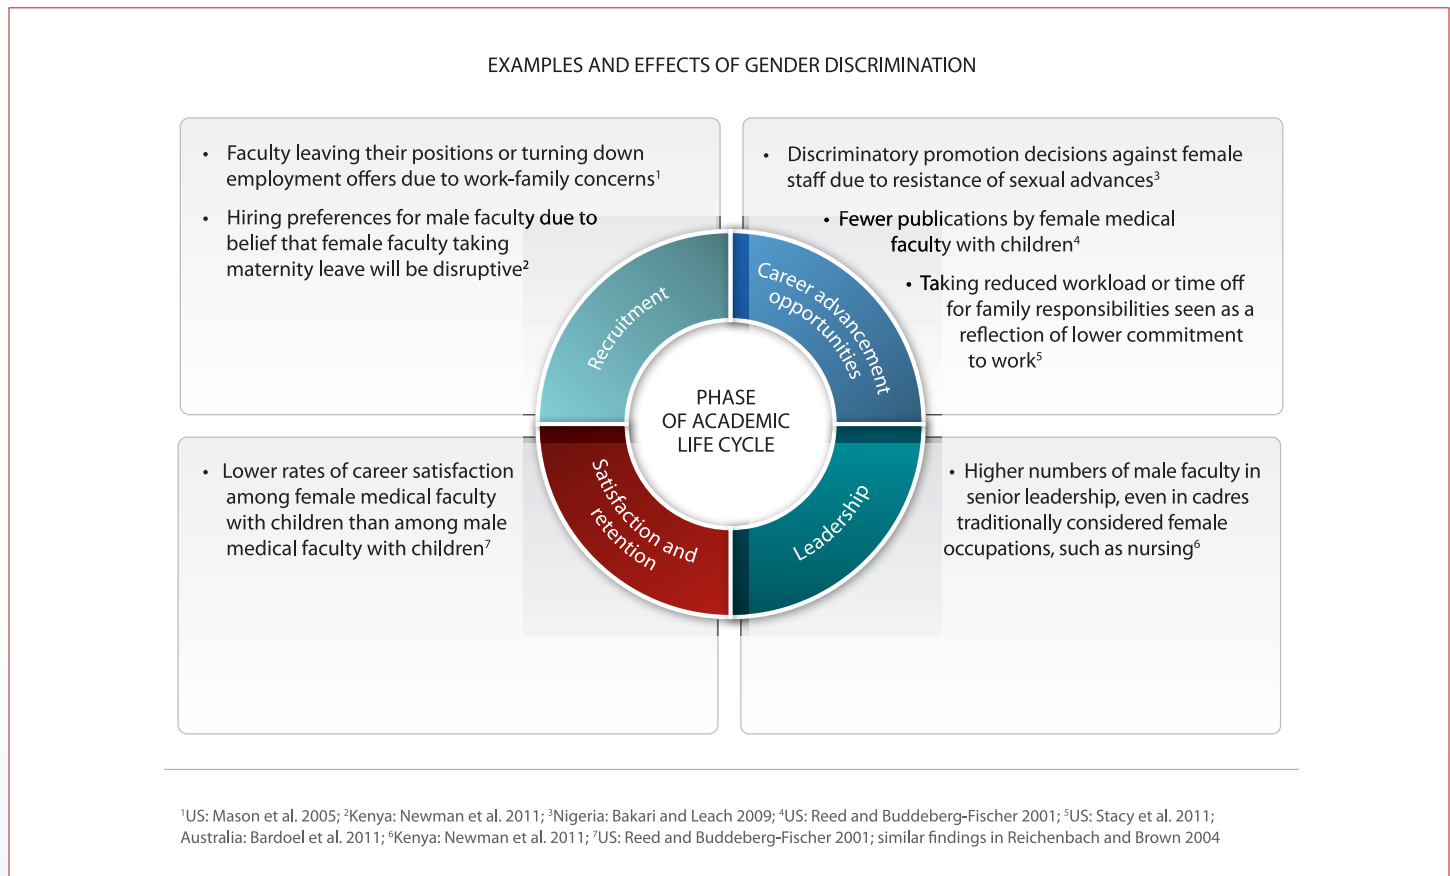 EXAMPLES AND EFFECTS OF GENDER DISCRIMINATION
• Faculty leaving their positions or turning down
employment offers due to work-family concerns¹
• Hiring preferences for male faculty due to
belief that female faculty taking
maternity leave will be disruptive²
• Discriminatory promotion decisions against female
staff due to resistance of sexual advances³
• Fewer publications by female medical
faculty with children⁴
• Taking reduced workload or time off
for family responsibilities seen as a
reflection of lower commitment
to work⁵
Recruitment
Career advancement
opportunities
PHASE
OF ACADEMIC
LIFE CYCLE
Satisfaction and
retention
Leadership
• Lower rates of career satisfaction
among female medical faculty
with children than among male
medical faculty with children⁷
• Higher numbers of male faculty in
senior leadership, even in cadres
traditionally considered female
occupations, such as nursing⁶
¹US: Mason et al. 2005; ²Kenya: Newman et al. 2011; ³Nigeria: Bakari and Leach 2009; ⁴US: Reed and Buddeberg-Fischer 2001; ⁵US: Stacy et al. 2011;
Australia: Bardoel et al. 2011; ⁶Kenya: Newman et al. 2011; ⁷US: Reed and Buddeberg-Fischer 2001; similar findings in Reichenbach and Brown 2004